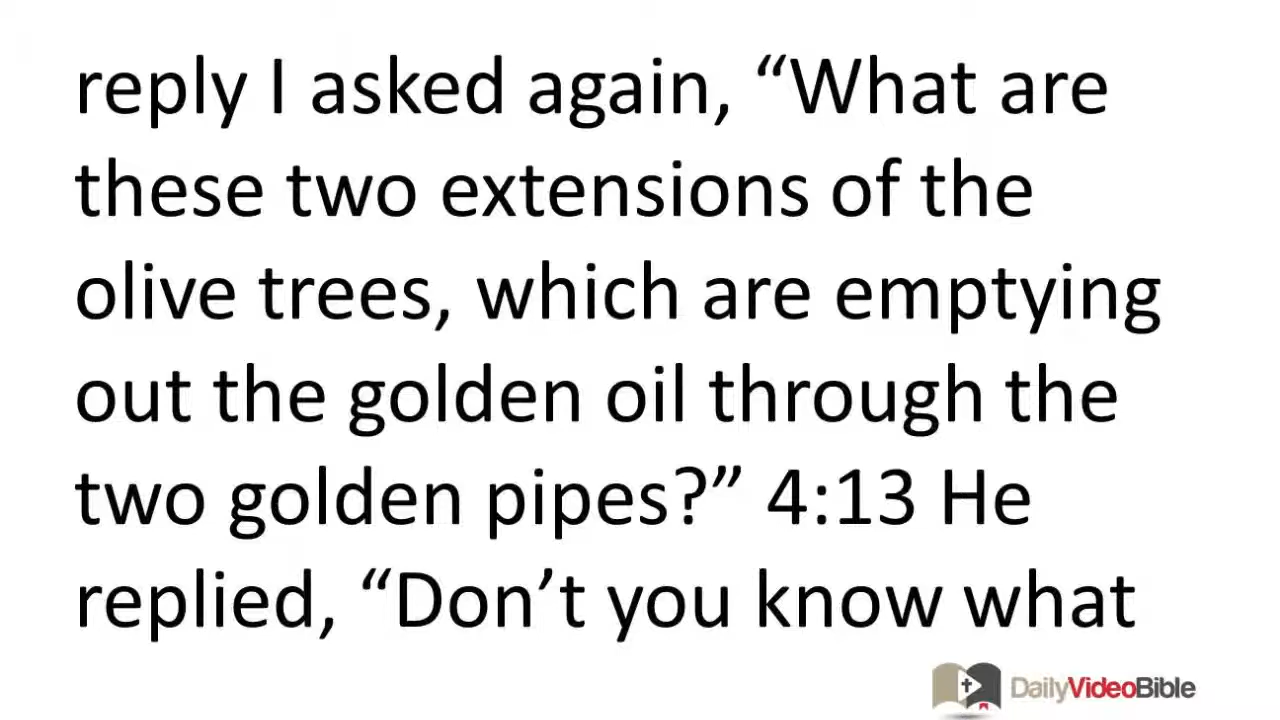 reply I asked again, “What are
these two extensions of the
olive trees, which are emptying
out the golden oil through the
two golden pipes?” 4:13 He
replied, “Don’t you know what
DailyVideoBible